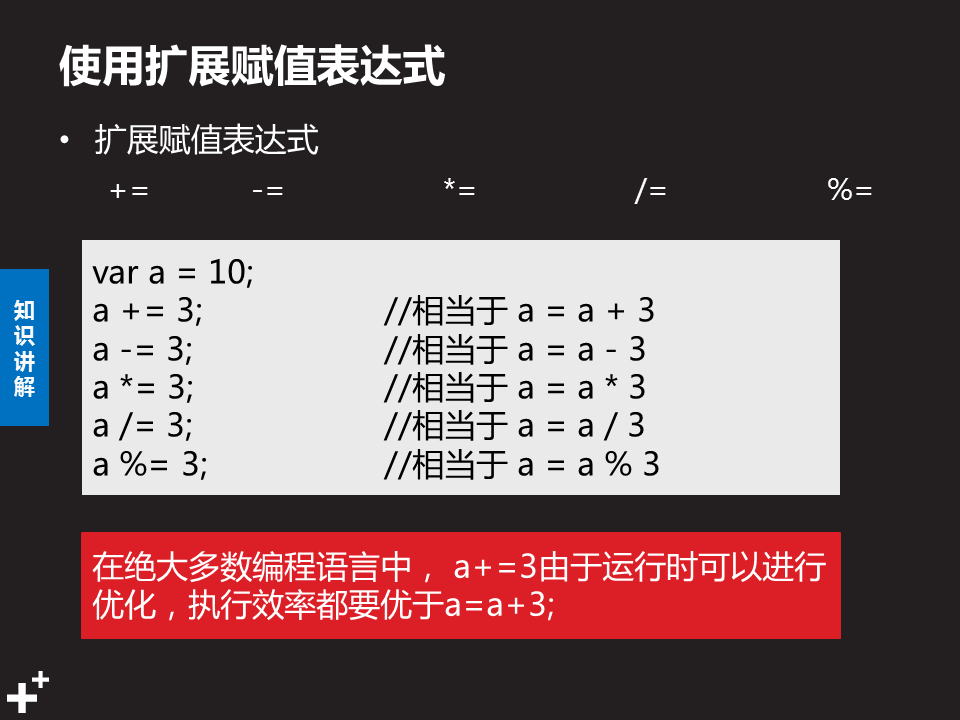 使用扩展赋值表达式
• 扩展赋值表达式
+= -= *= /= %=
var a = 10;
a += 3; //相当于 a = a + 3
a -= 3; //相当于 a = a - 3
a *= 3; //相当于 a = a * 3
a /= 3; //相当于 a = a / 3
a %= 3; //相当于 a = a % 3
知
识
讲
解
在绝大多数编程语言中， a+=3由于运行时可以进行
优化，执行效率都要优于a=a+3;